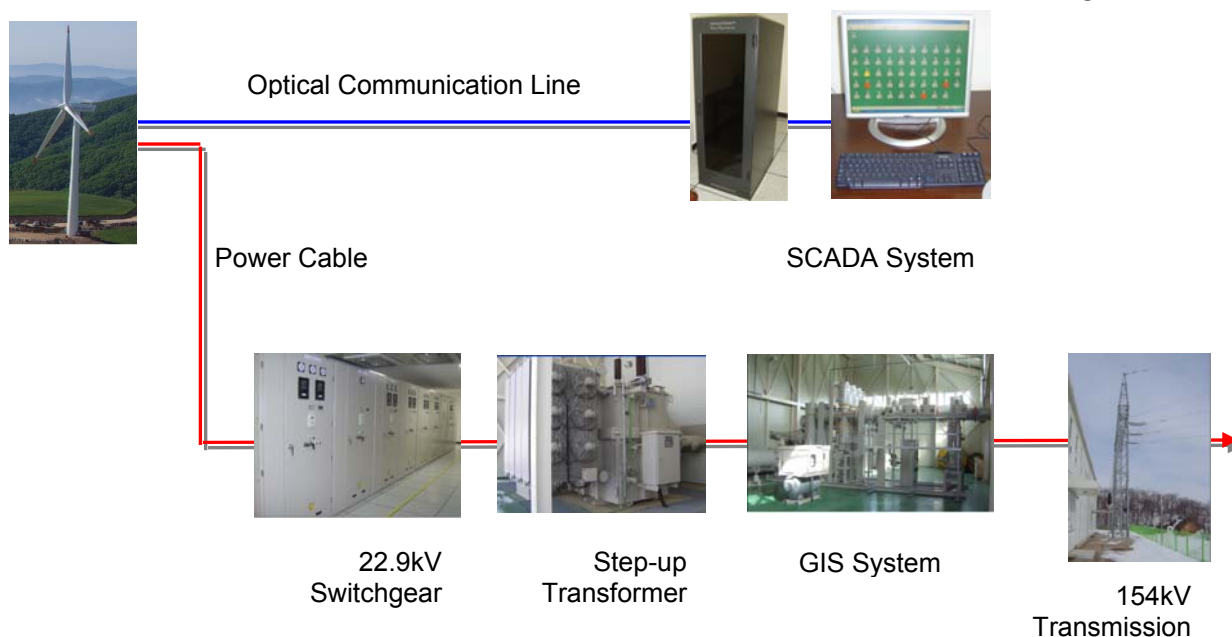 Optical Communication Line
Power Cable
SCADA System
22.9kV
Switchgear
Step-up
Transformer
GIS System
154kV
Transmission